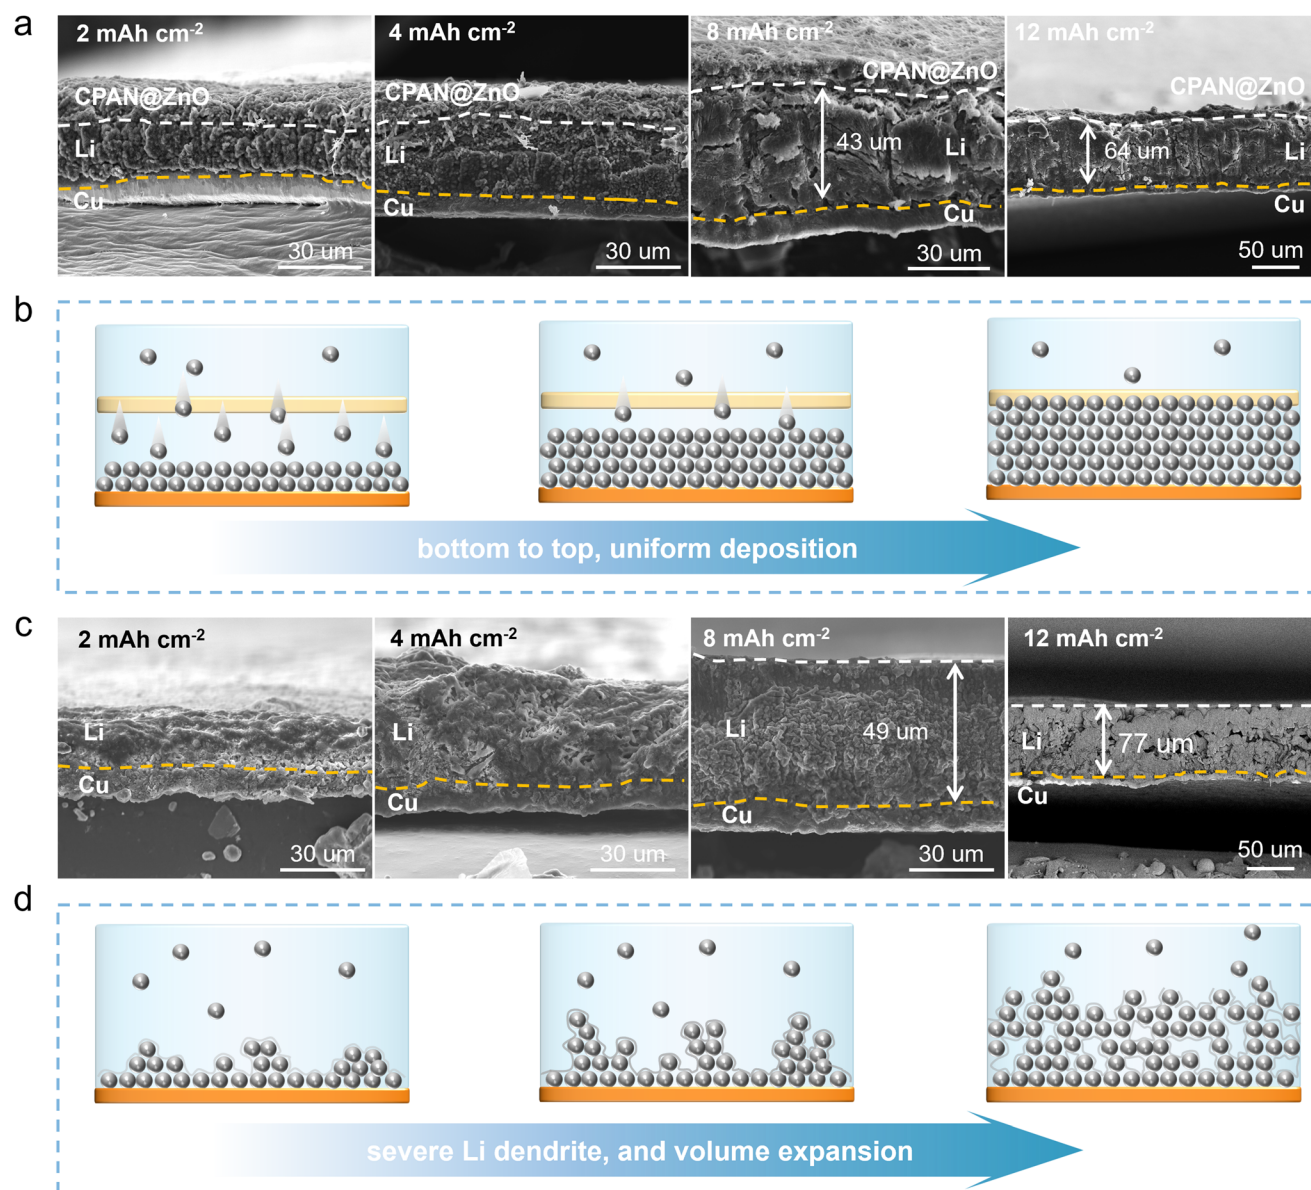 a
2 mAh cm⁻²
CPAN@ZnO
Li
Cu
30 um
4 mAh cm⁻²
CPAN@ZnO
Li
Cu
30 um
8 mAh cm⁻²
CPAN@ZnO
43 um
Li
Cu
30 um
12 mAh cm⁻²
CPAN@ZnO
64 um
Li
Cu
50 um
b
bottom to top, uniform deposition
c
2 mAh cm⁻²
Li
Cu
30 um
4 mAh cm⁻²
Li
Cu
30 um
8 mAh cm⁻²
Li
49 um
Cu
30 um
12 mAh cm⁻²
Li
77 um
Cu
50 um
d
severe Li dendrite, and volume expansion